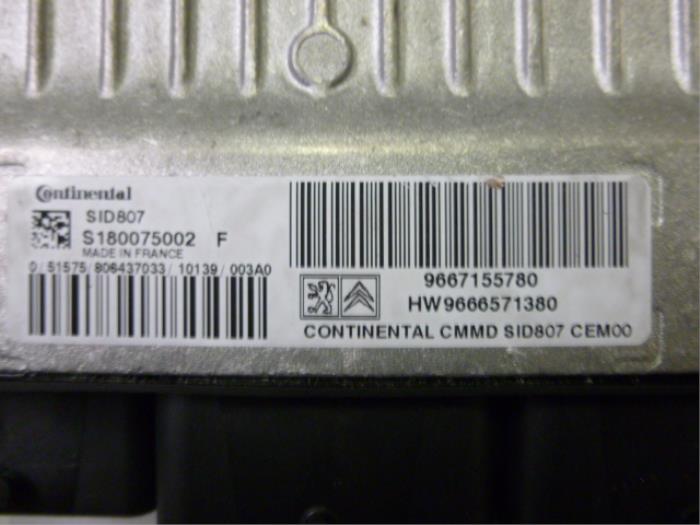 Continental
SID807
S180075002 F
MADE IN FRANCE
0/51575/806437033/10139/003A0
9667155780
HW9666571380
CONTINENTAL CMMD SID807 CEM00